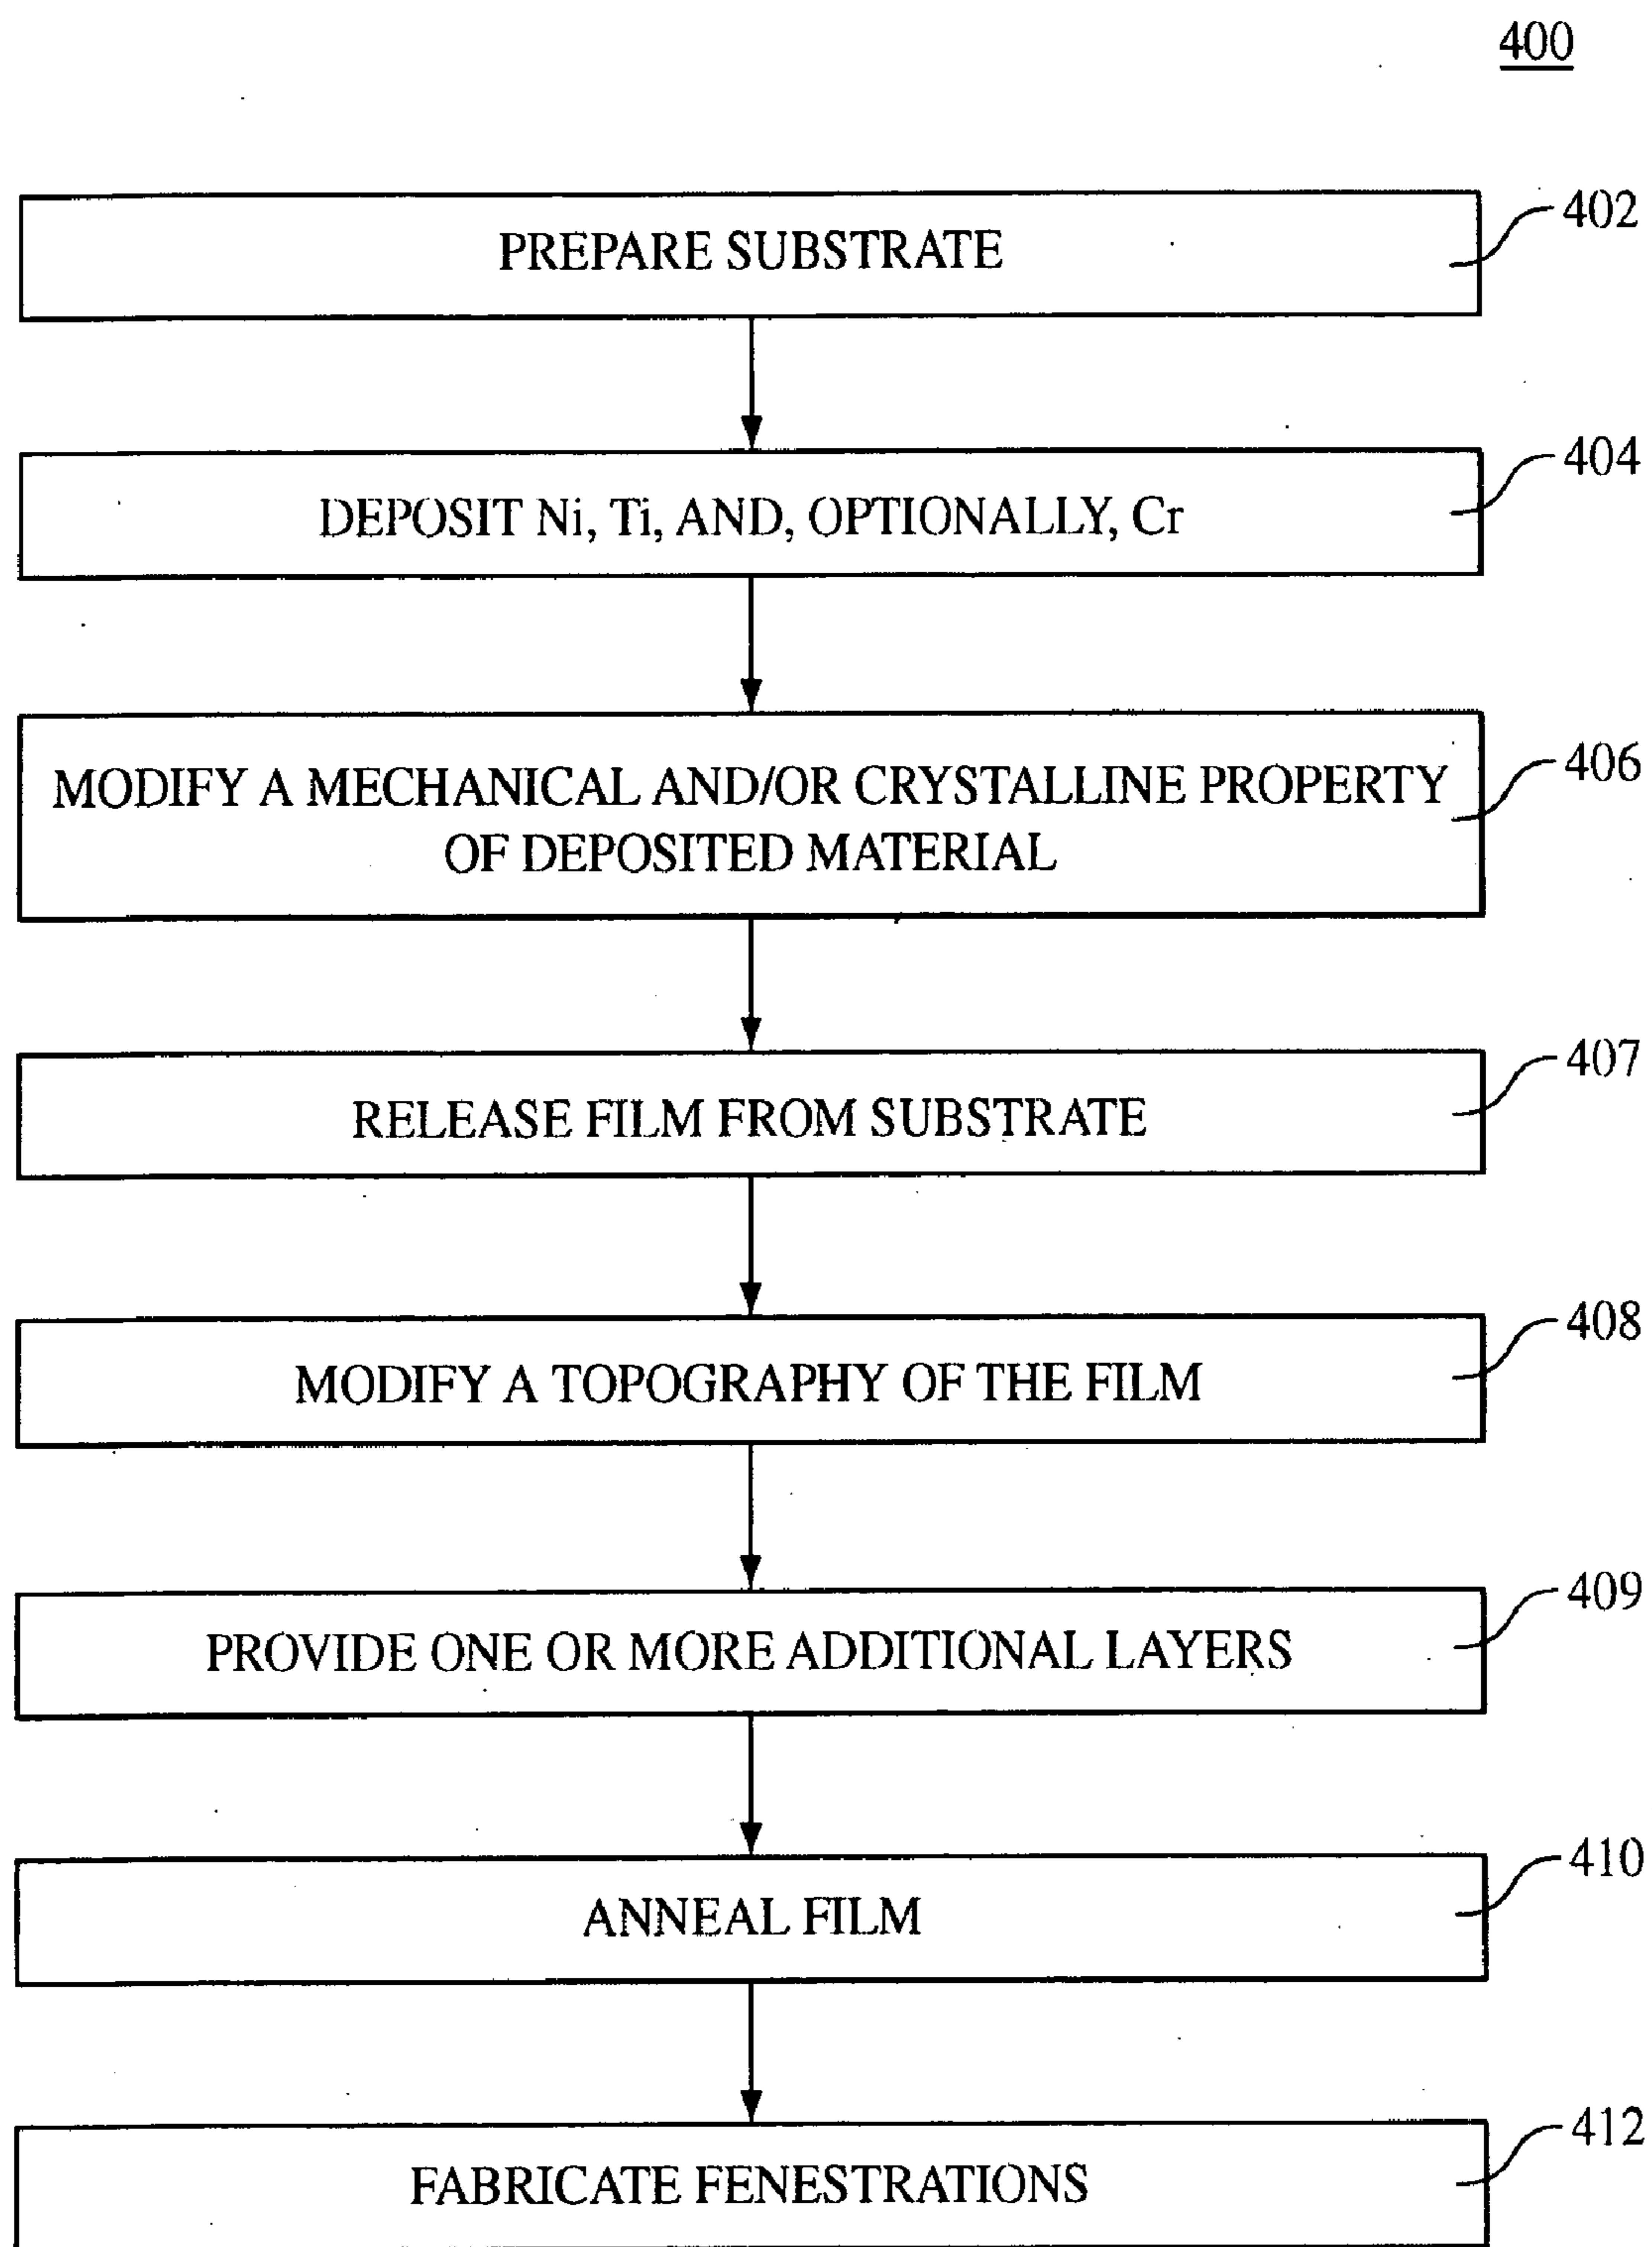 400
PREPARE SUBSTRATE
402
DEPOSIT Ni, Ti, AND, OPTIONALLY, Cr
404
MODIFY A MECHANICAL AND/OR CRYSTALLINE PROPERTY
OF DEPOSITED MATERIAL
406
RELEASE FILM FROM SUBSTRATE
407
MODIFY A TOPOGRAPHY OF THE FILM
408
PROVIDE ONE OR MORE ADDITIONAL LAYERS
409
ANNEAL FILM
410
FABRICATE FENESTRATIONS
412